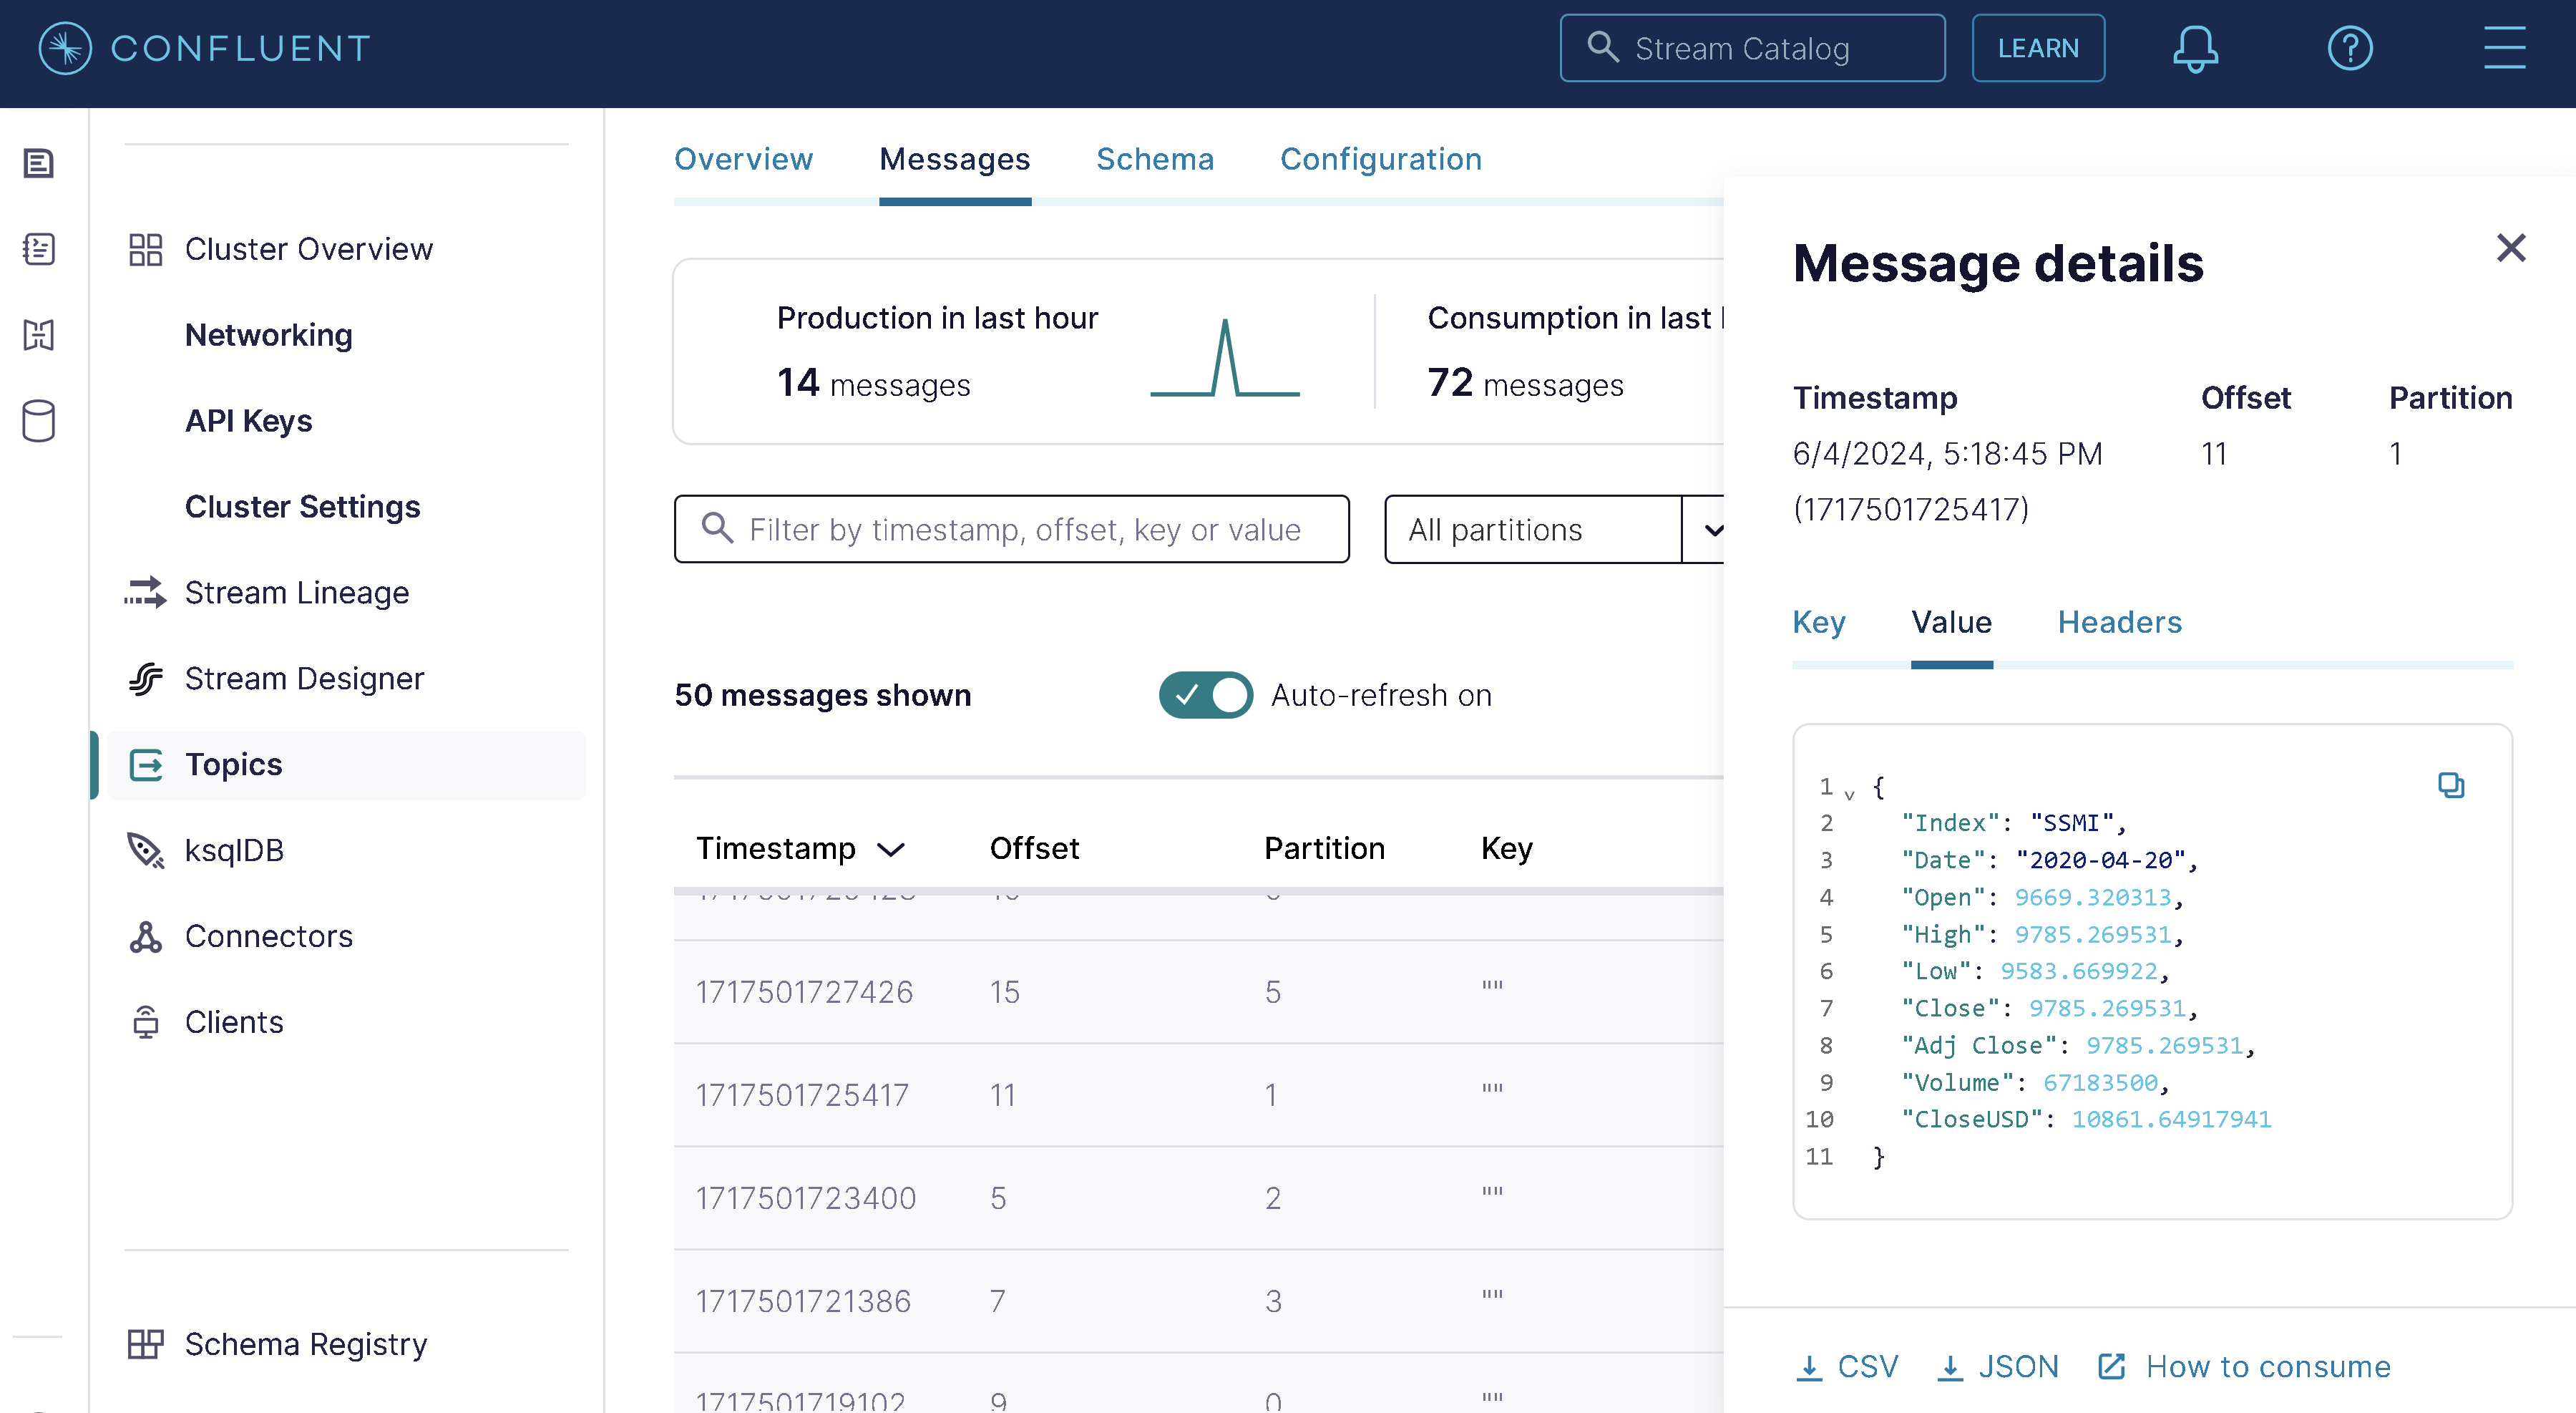 CONFLUENT
Stream Catalog
LEARN
Cluster Overview
Networking
API Keys
Cluster Settings
Stream Lineage
Stream Designer
Topics
ksqlDB
Connectors
Clients
Schema Registry
Overview Messages Schema Configuration
Production in last hour
14 messages
Consumption in last
72 messages
Filter by timestamp, offset, key or value
All partitions
50 messages shown
Auto-refresh on
Timestamp Offset Partition Key
1717501727426 15 5 ""
1717501725417 11 1 ""
1717501723400 5 2 ""
1717501721386 7 3 ""
1717501719102 9 0 ""
Message details
Timestamp Offset Partition
6/4/2024, 5:18:45 PM 11 1
(1717501725417)
Key Value Headers
1 {
2 "Index": "SSMI",
3 "Date": "2020-04-20",
4 "Open": 9669.320313,
5 "High": 9785.269531,
6 "Low": 9583.669922,
7 "Close": 9785.269531,
8 "Adj Close": 9785.269531,
9 "Volume": 67183500,
10 "CloseUSD": 10861.64917941
11 }
CSV JSON How to consume